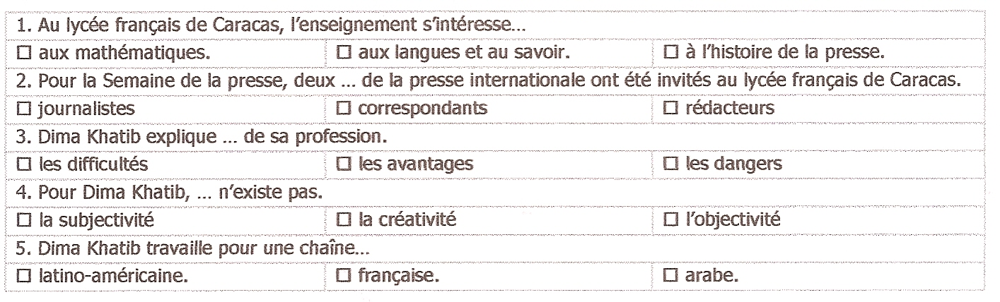 1. Au lycée français de Caracas, l'enseignement s'intéresse...
☐ aux mathématiques. ☐ aux langues et au savoir. ☐ à l'histoire de la presse.
2. Pour la Semaine de la presse, deux ... de la presse internationale ont été invités au lycée français de Caracas.
☐ journalistes ☐ correspondants ☐ rédacteurs
3. Dima Khatib explique ... de sa profession.
☐ les difficultés ☐ les avantages ☐ les dangers
4. Pour Dima Khatib, ... n'existe pas.
☐ la subjectivité ☐ la créativité ☐ l'objectivité
5. Dima Khatib travaille pour une chaîne...
☐ latino-américaine. ☐ française. ☐ arabe.